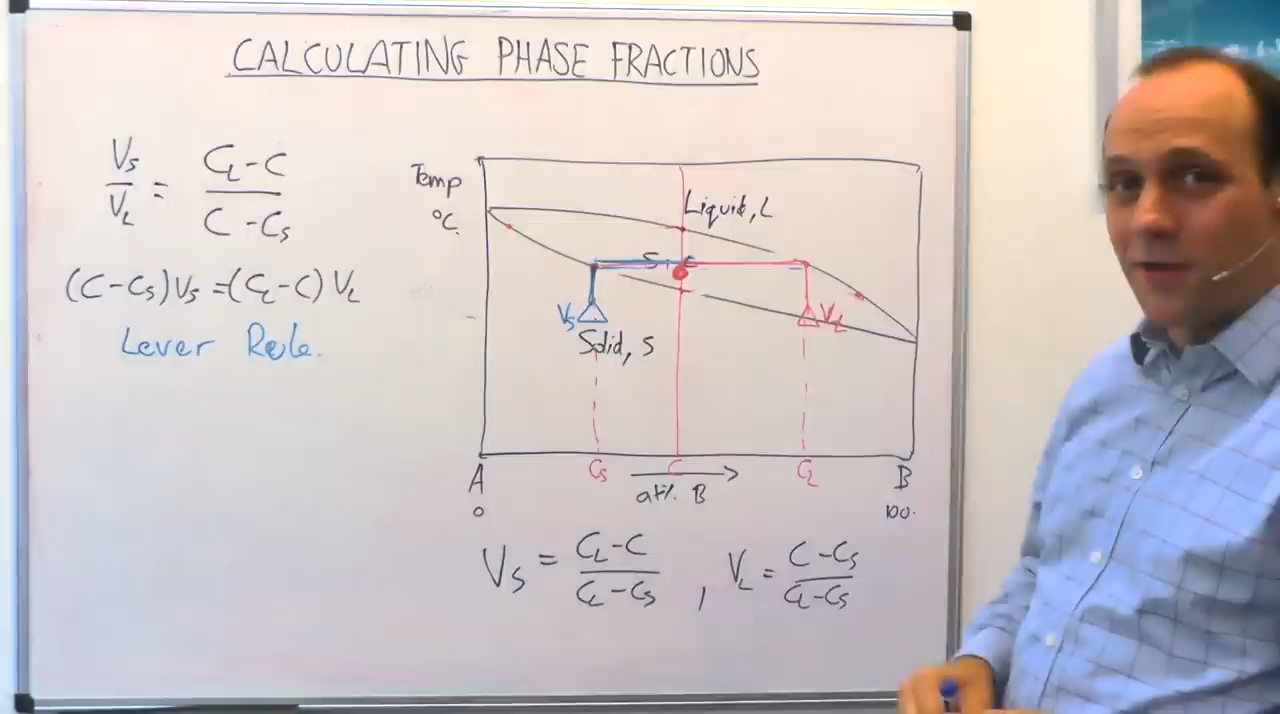 CALCULATING PHASE FRACTIONS
Vs/VL = CL-C / C-Cs
(C-Cs)Vs=(CL-C)VL
Lever Rule.
Temp
°C
Liquid, L
Vs
VL
Solid, S
Cs
C
CL
A
at% B
B
0
100.
Vs = CL-C / CL-Cs , VL = C-Cs / CL-Cs